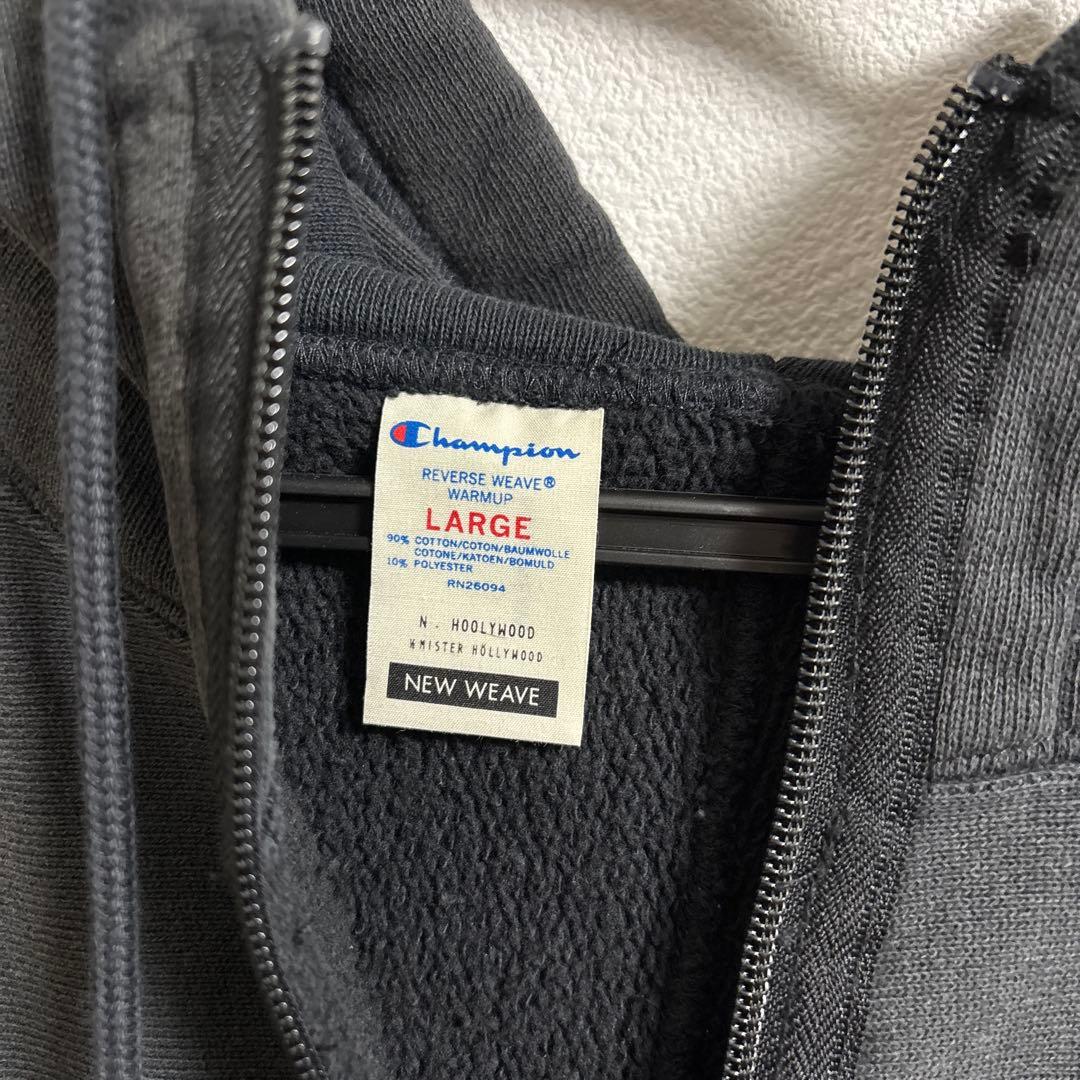 Champion
REVERSE WEAVE®
WARMUP
LARGE
90% COTTON/COTON/BAUMWOLLE
COTONE/KATOEN/BOMULD
10% POLYESTER
RN26094
N. HOOLYWOOD
※MISTER HÖLLYWOOD
NEW WEAVE